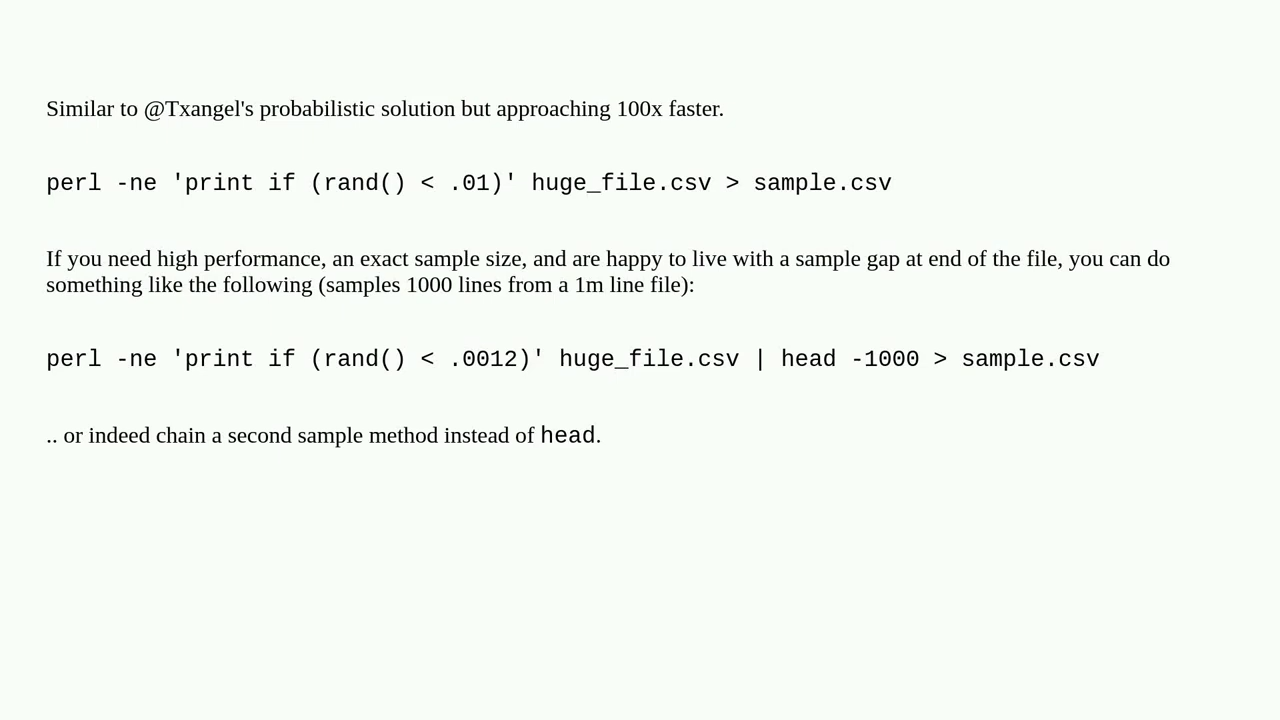 Similar to @Txangel's probabilistic solution but approaching 100x faster.
perl -ne 'print if (rand() < .01)' huge_file.csv > sample.csv
If you need high performance, an exact sample size, and are happy to live with a sample gap at end of the file, you can do
something like the following (samples 1000 lines from a 1m line file):
perl -ne 'print if (rand() < .0012)' huge_file.csv | head -1000 > sample.csv
.. or indeed chain a second sample method instead of head.